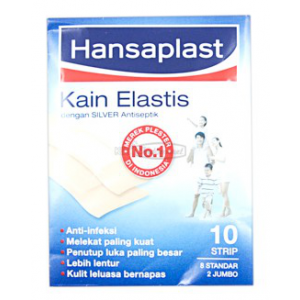 Hansaplast
Kain Elastis
dengan SILVER Antiseptik
MEREK PLESTER
No.1
DI INDONESIA
Anti-infeksi
Melekat paling kuat
Penutup luka paling besar
Lebih lentur
Kulit leluasa bernapas
10
STRIP
8 STANDAR
2 JUMBO